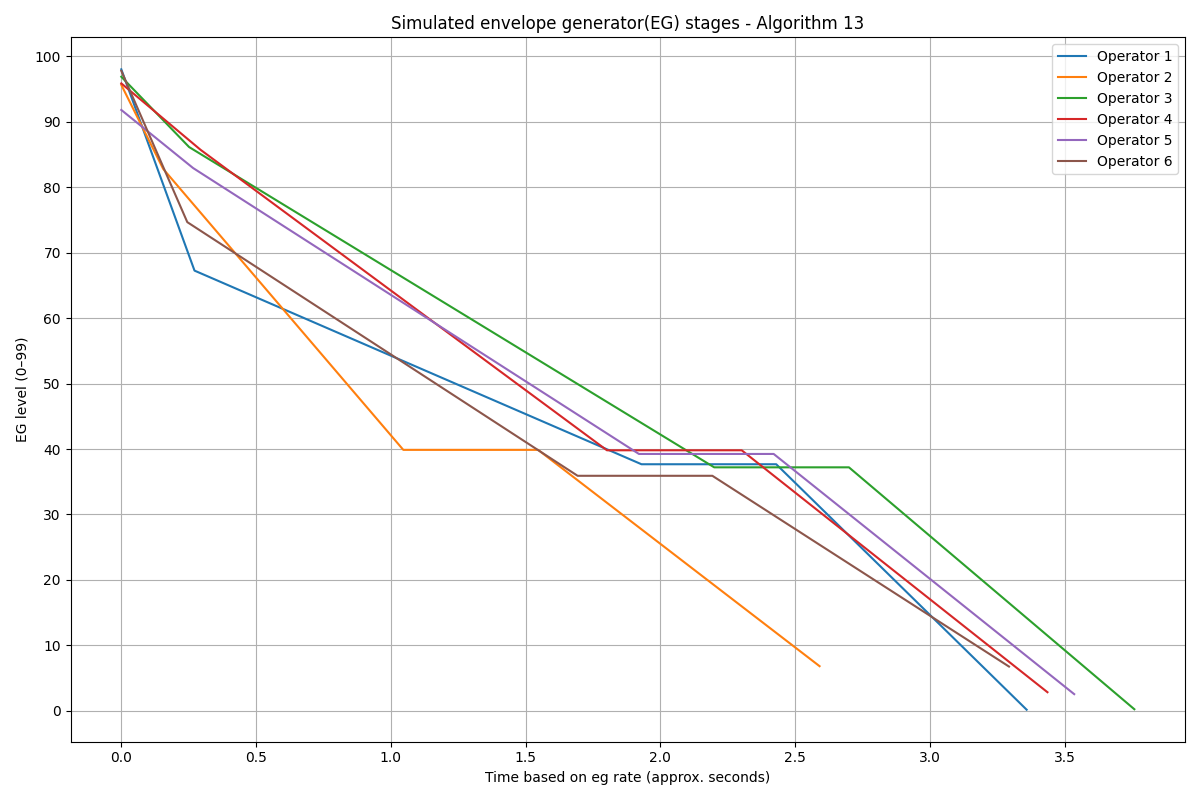 Simulated envelope generator(EG) stages - Algorithm 13
Operator 1
Operator 2
Operator 3
Operator 4
Operator 5
Operator 6
EG level (0–99)
100
90
80
70
60
50
40
30
20
10
0
0.0 0.5 1.0 1.5 2.0 2.5 3.0 3.5
Time based on eg rate (approx. seconds)